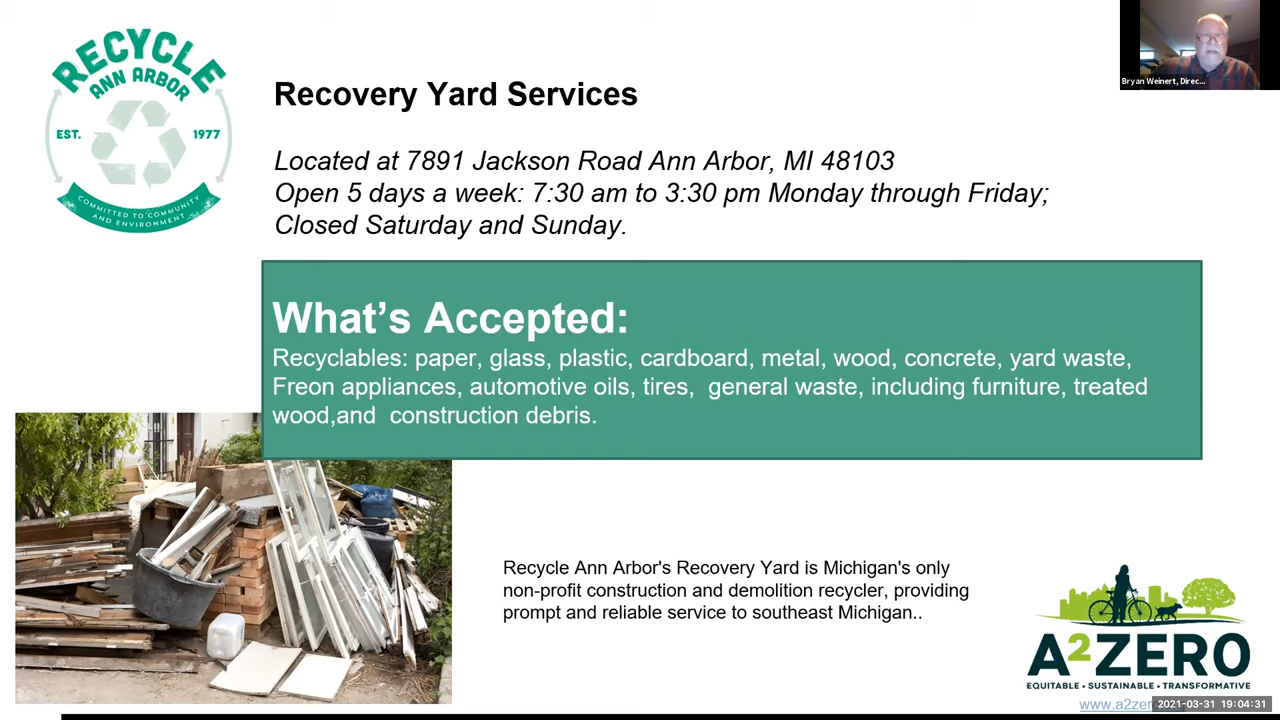 RECYCLE
ANN ARBOR
EST.
1977
COMMITTED TO COMMUNITY
AND ENVIRONMENT
Recovery Yard Services
Located at 7891 Jackson Road Ann Arbor, MI 48103
Open 5 days a week: 7:30 am to 3:30 pm Monday through Friday;
Closed Saturday and Sunday.
Bryan Weinert, Direc...
What's Accepted:
Recyclables: paper, glass, plastic, cardboard, metal, wood, concrete, yard waste,
Freon appliances, automotive oils, tires,  general waste, including furniture, treated
wood,and  construction debris.
Recycle Ann Arbor's Recovery Yard is Michigan's only
non-profit construction and demolition recycler, providing
prompt and reliable service to southeast Michigan..
A2ZERO
EQUITABLE • SUSTAINABLE • TRANSFORMATIVE
www.a2ze
2021-03-31 19:04:31